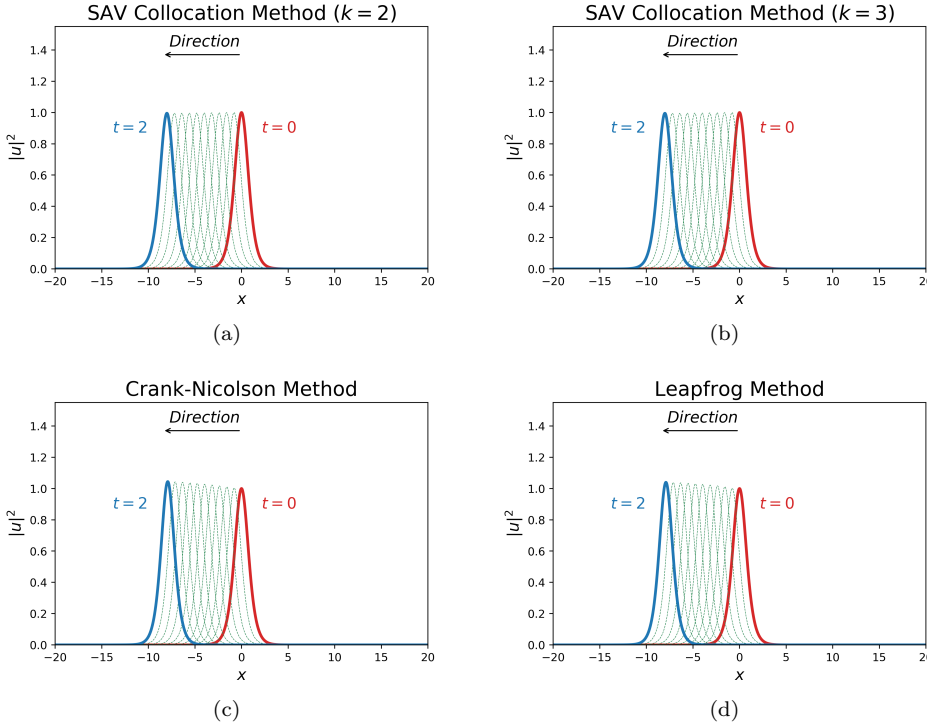 SAV Collocation Method (k = 2)
Direction
t = 2
t = 0
|u|²
1.4
1.2
1.0
0.8
0.6
0.4
0.2
0.0
−20 −15 −10 −5 0 5 10 15 20
x
(a)
SAV Collocation Method (k = 3)
Direction
t = 2
t = 0
|u|²
1.4
1.2
1.0
0.8
0.6
0.4
0.2
0.0
−20 −15 −10 −5 0 5 10 15 20
x
(b)
Crank-Nicolson Method
Direction
t = 2
t = 0
|u|²
1.4
1.2
1.0
0.8
0.6
0.4
0.2
0.0
−20 −15 −10 −5 0 5 10 15 20
x
(c)
Leapfrog Method
Direction
t = 2
t = 0
|u|²
1.4
1.2
1.0
0.8
0.6
0.4
0.2
0.0
−20 −15 −10 −5 0 5 10 15 20
x
(d)